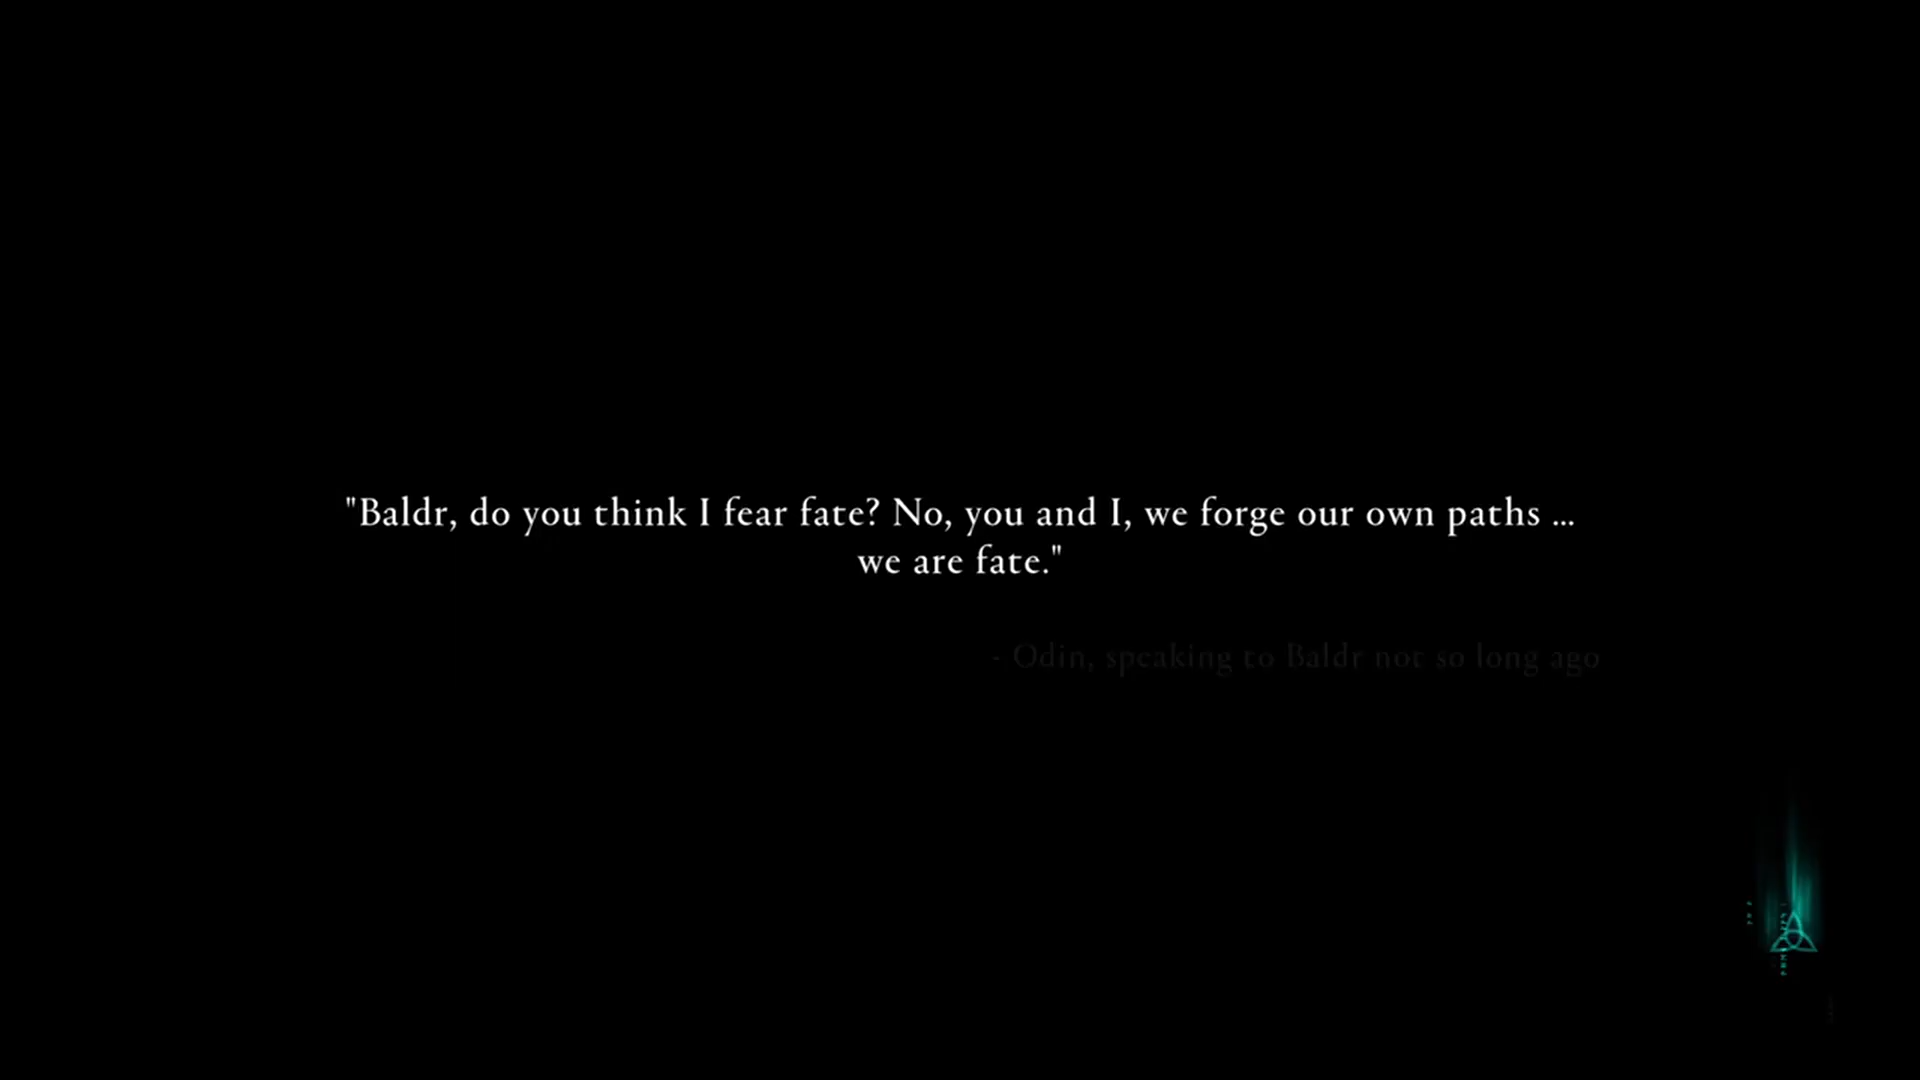 "Baldr, do you think I fear fate? No, you and I, we forge our own paths ...
we are fate."
- Odin, speaking to Baldr not so long ago